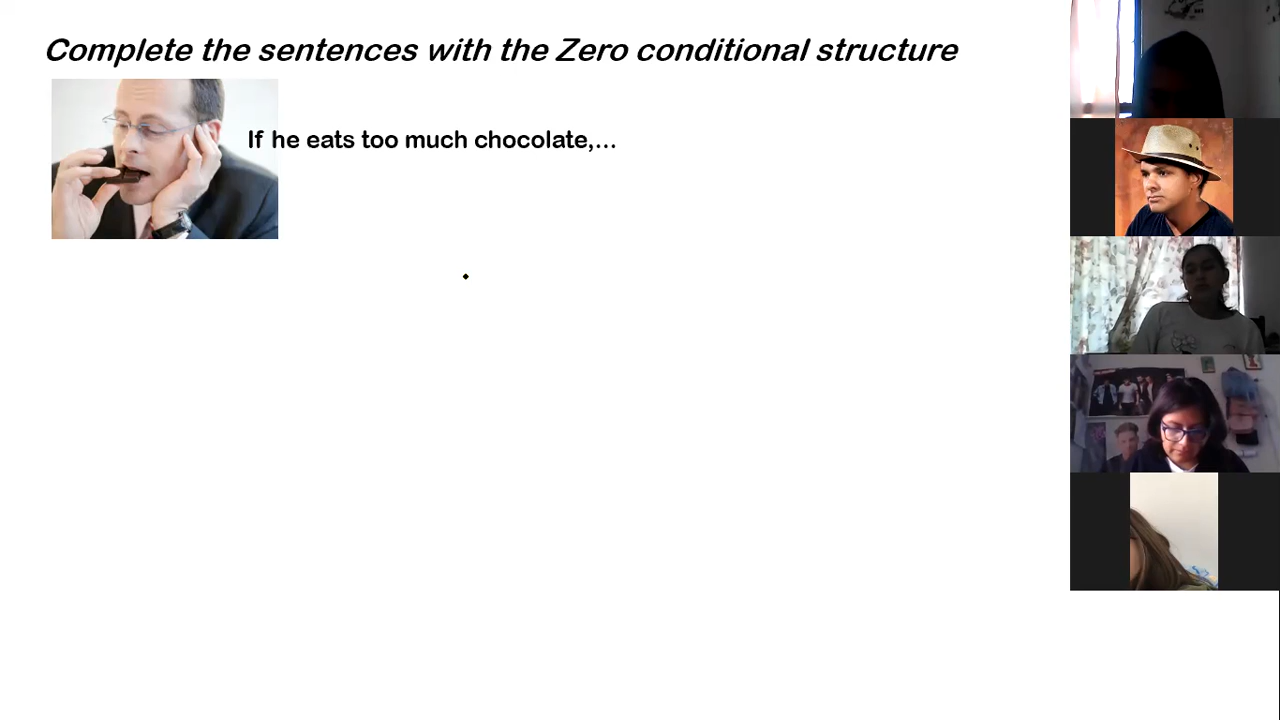 Complete the sentences with the Zero conditional structure
If he eats too much chocolate,...